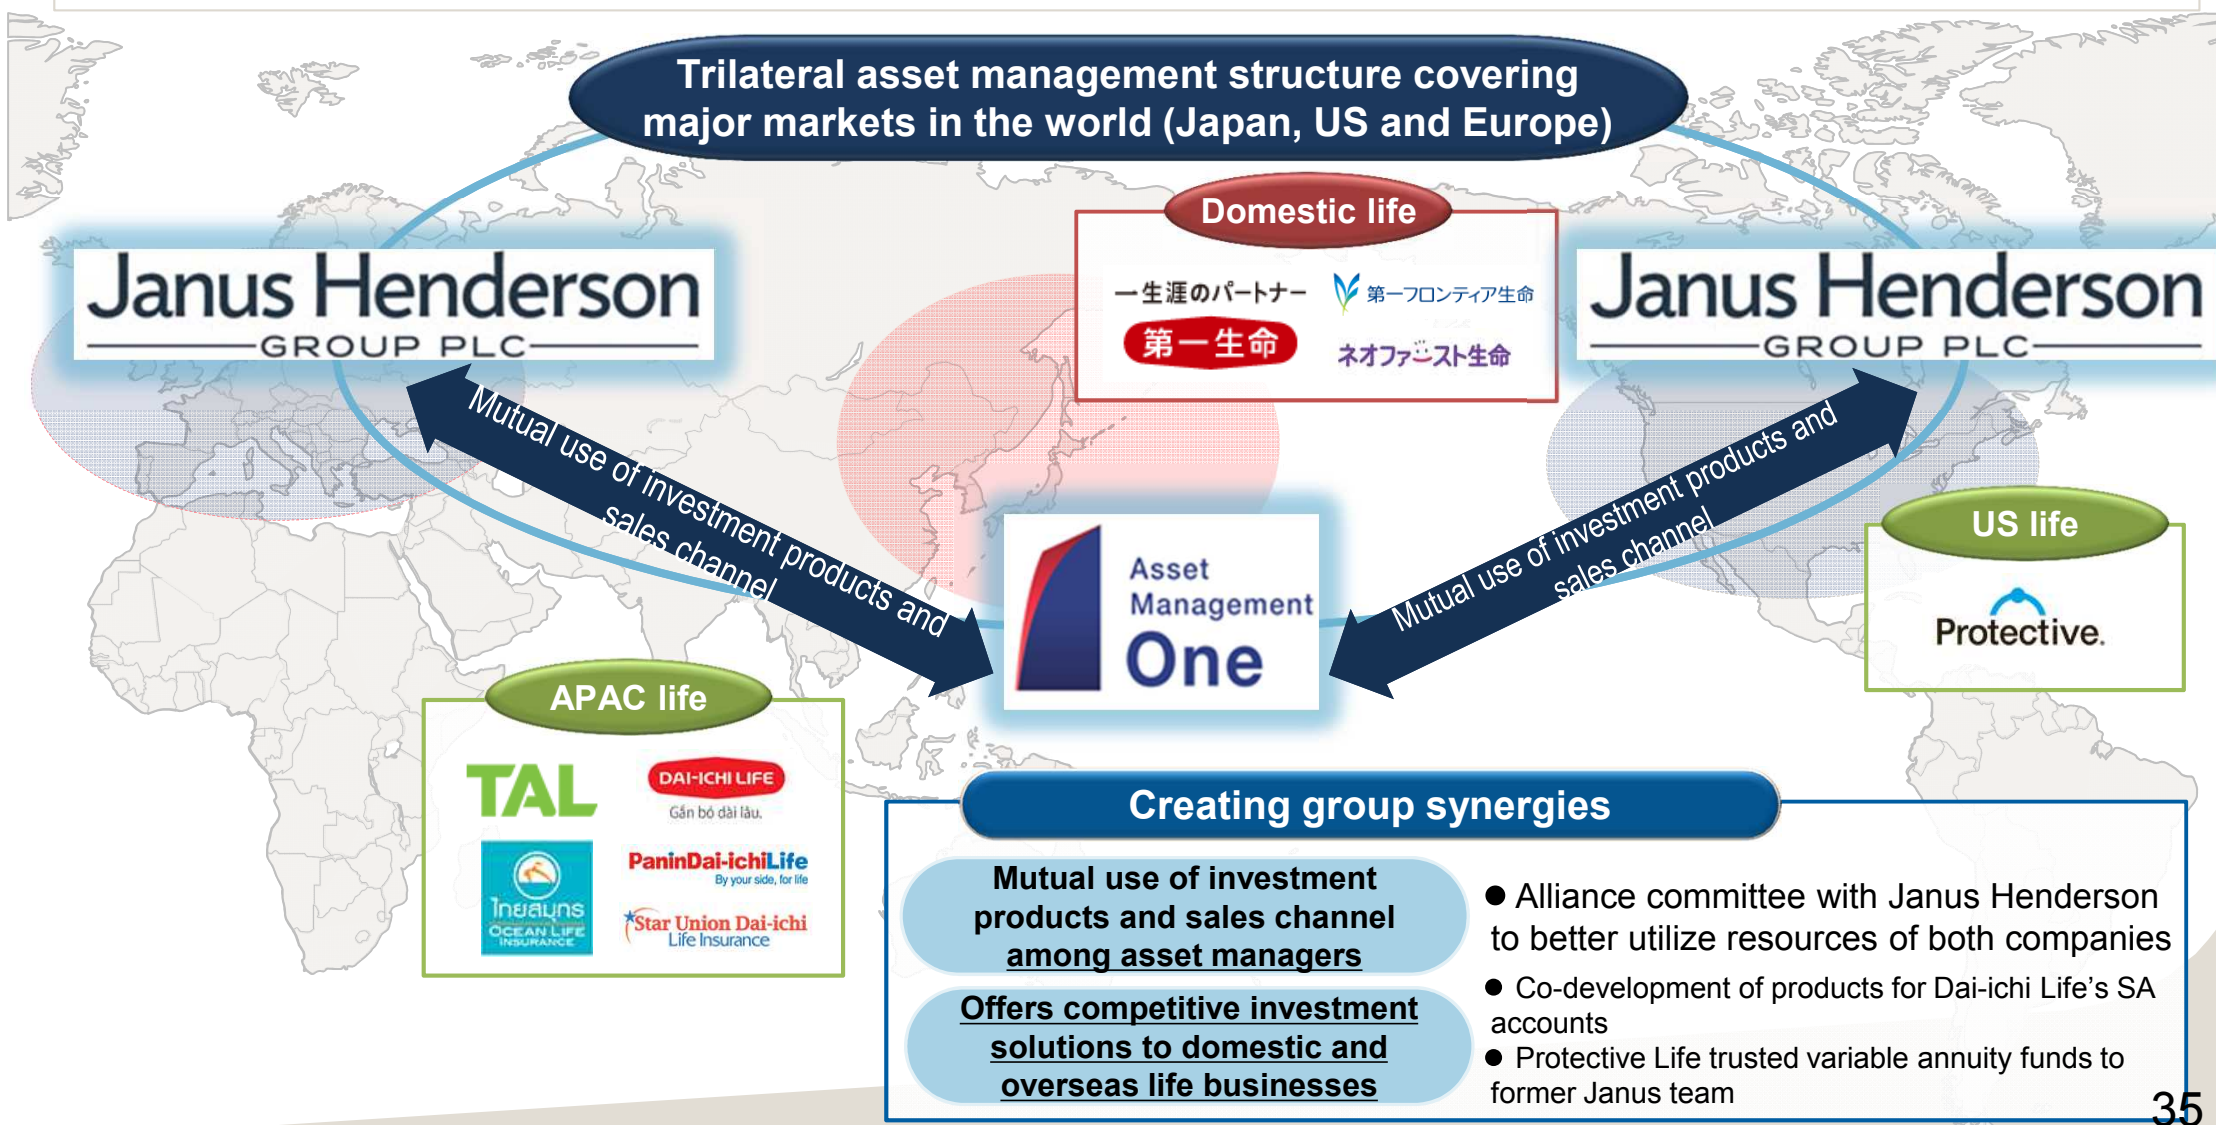 Trilateral asset management structure covering
major markets in the world (Japan, US and Europe)
Domestic life
一生涯のパートナー
第一生命
第一フロンティア生命
ネオファースト生命
Janus Henderson
GROUP PLC
Janus Henderson
GROUP PLC
Mutual use of investment products and
sales channel
Mutual use of investment products and
sales channel
Asset
Management
One
US life
Protective.
APAC life
TAL
DAI-ICHI LIFE
Gắn bó dài lâu.
ไทยสมุทร
OCEAN LIFE
INSURANCE
PaninDai-ichiLife
By your side, for life
Star Union Dai-ichi
Life Insurance
Creating group synergies
Mutual use of investment
products and sales channel
among asset managers
Offers competitive investment
solutions to domestic and
overseas life businesses
● Alliance committee with Janus Henderson
to better utilize resources of both companies
● Co-development of products for Dai-ichi Life’s SA
accounts
● Protective Life trusted variable annuity funds to
former Janus team
35